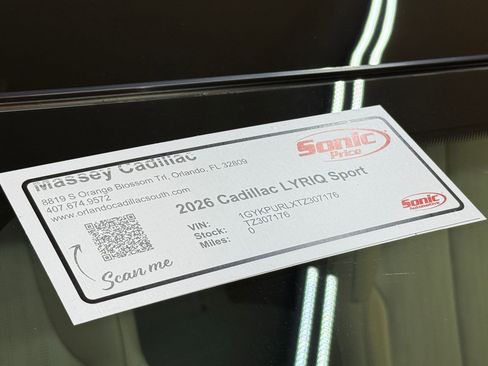 Massey Cadillac
8819 S Orange Blossom Trl, Orlando, FL 32809
407.674.9572
www.orlandocadillacsouth.com
Sonic
Price
2026 Cadillac LYRIQ Sport
VIN: 1GYKPURLXTZ307176
Stock: TZ307176
Miles: 0
Scan me
Sonic
Automotive